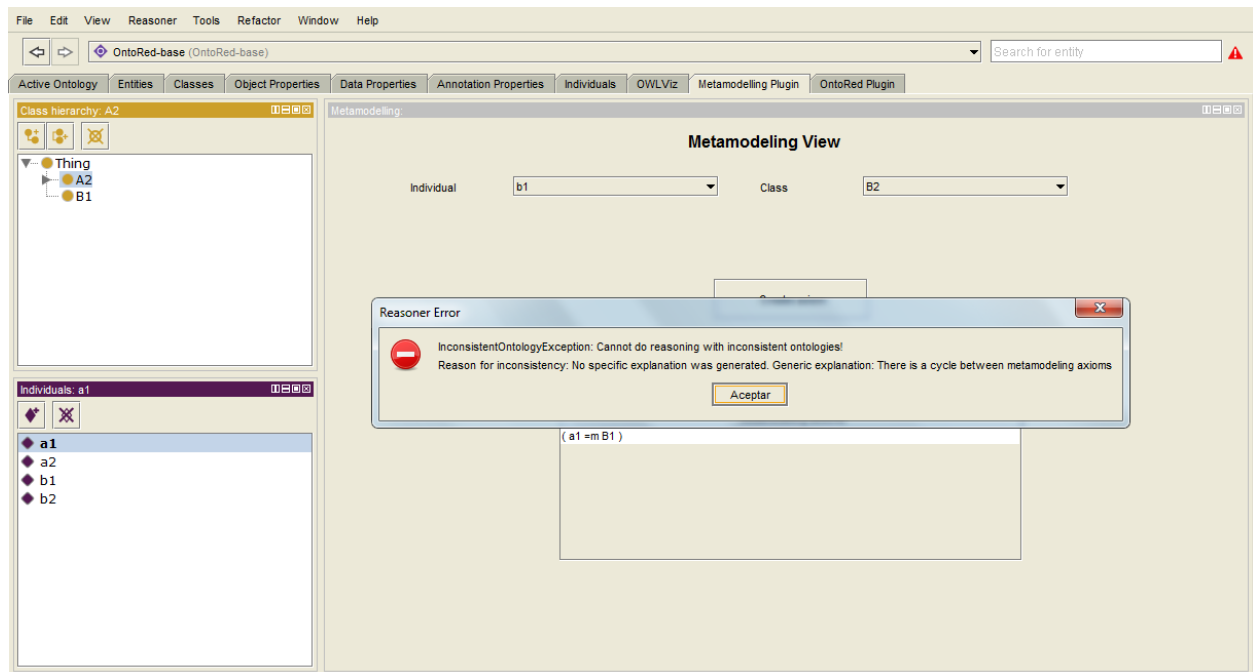 File Edit View Reasoner Tools Refactor Window Help
OntoRed-base (OntoRed-base)
Search for entity
Active Ontology Entities Classes Object Properties Data Properties Annotation Properties Individuals OWLViz Metamodelling Plugin OntoRed Plugin
Class hierarchy: A2
Metamodelling:
Metamodeling View
Thing
A2
B1
Individual b1 Class B2
Reasoner Error
InconsistentOntologyException: Cannot do reasoning with inconsistent ontologies!
Reason for inconsistency: No specific explanation was generated. Generic explanation: There is a cycle between metamodeling axioms
Aceptar
Individuals: a1
( a1 =m B1 )
a1
a2
b1
b2